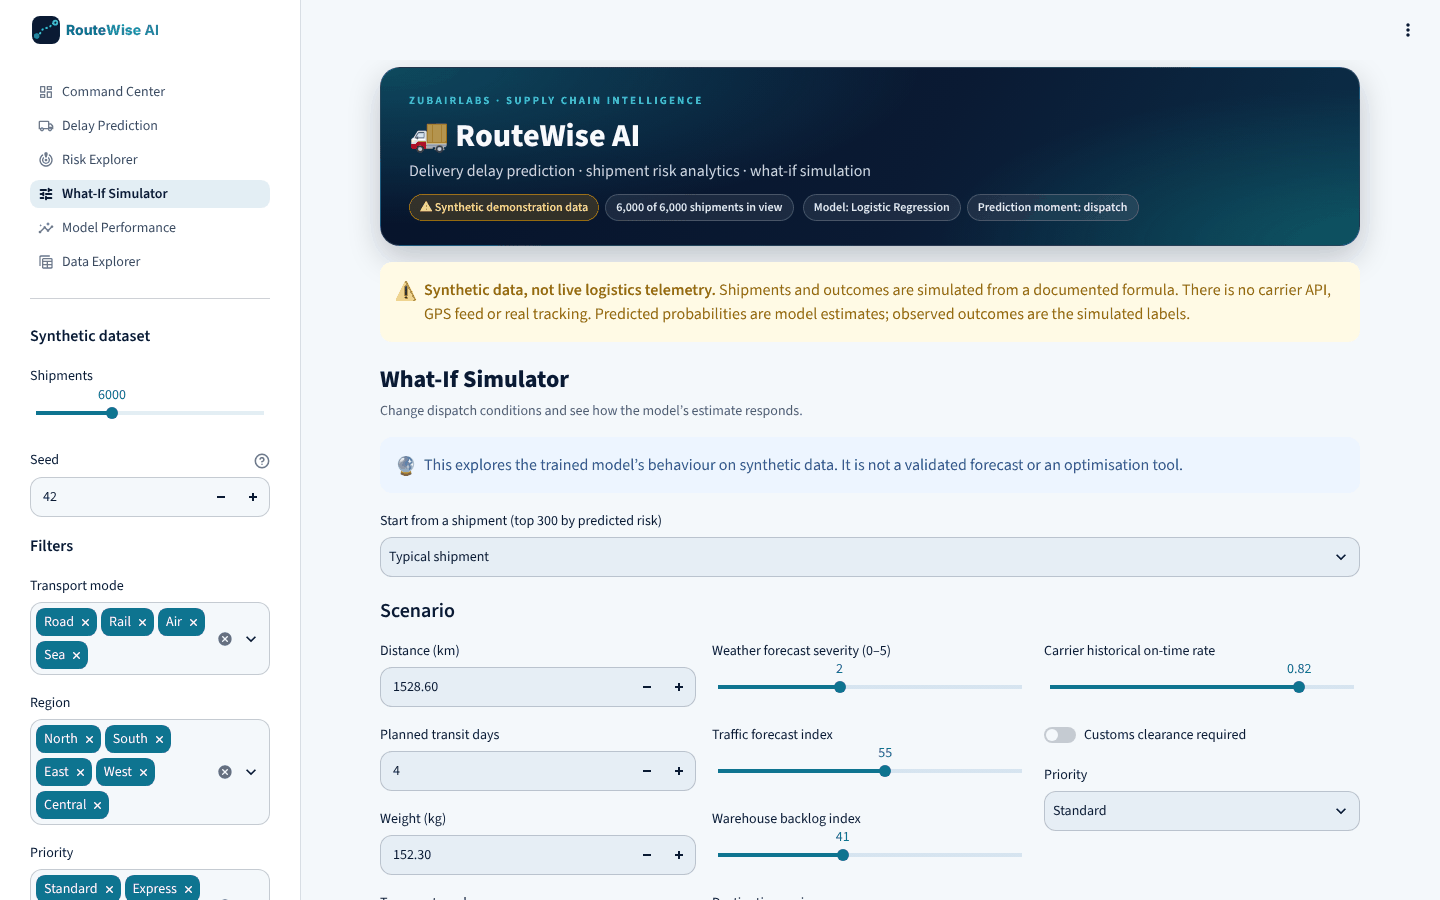 RouteWise AI
Command Center
Delay Prediction
Risk Explorer
What-If Simulator
Model Performance
Data Explorer
Synthetic dataset
Shipments
6000
Seed
42
Filters
Transport mode
Road
Rail
Air
Sea
Region
North
South
East
West
Central
Priority
Standard
Express
ZUBAIRLABS · SUPPLY CHAIN INTELLIGENCE
RouteWise AI
Delivery delay prediction · shipment risk analytics · what-if simulation
Synthetic demonstration data
6,000 of 6,000 shipments in view
Model: Logistic Regression
Prediction moment: dispatch
Synthetic data, not live logistics telemetry. Shipments and outcomes are simulated from a documented formula. There is no carrier API,
GPS feed or real tracking. Predicted probabilities are model estimates; observed outcomes are the simulated labels.
What-If Simulator
Change dispatch conditions and see how the model's estimate responds.
This explores the trained model's behaviour on synthetic data. It is not a validated forecast or an optimisation tool.
Start from a shipment (top 300 by predicted risk)
Typical shipment
Scenario
Distance (km)
1528.60
Planned transit days
4
Weight (kg)
152.30
Weather forecast severity (0–5)
2
Traffic forecast index
55
Warehouse backlog index
41
Carrier historical on-time rate
0.82
Customs clearance required
Priority
Standard